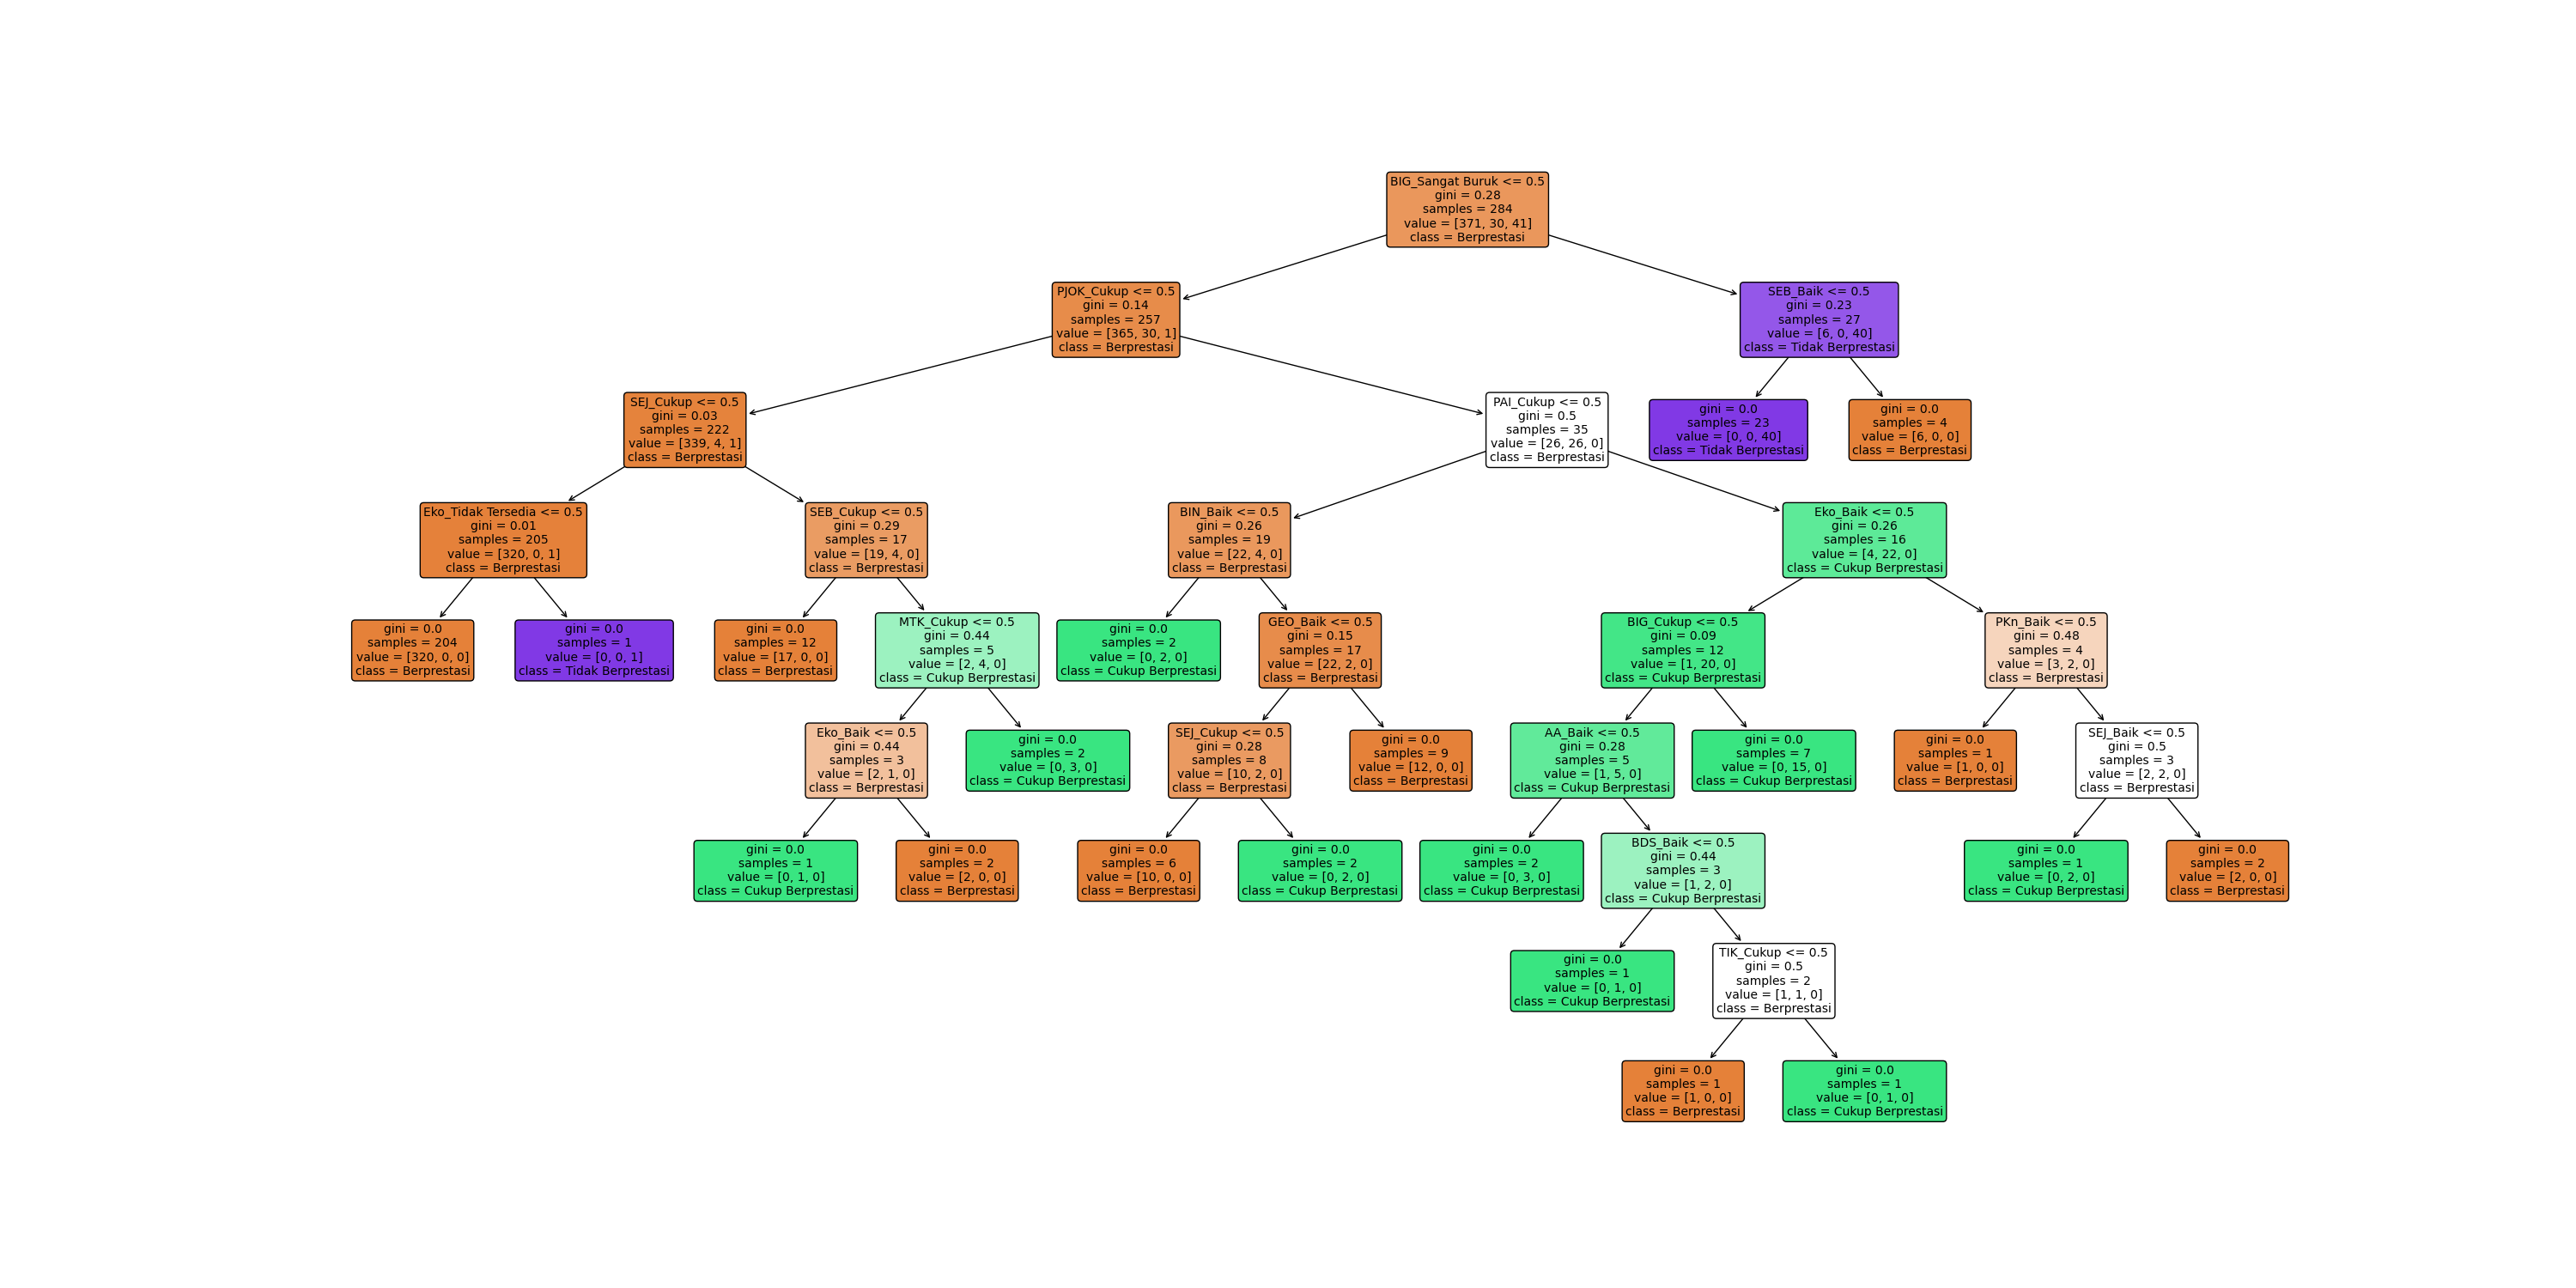 BIG_Sangat Buruk <= 0.5
gini = 0.28
samples = 284
value = [371, 30, 41]
class = Berprestasi
PJOK_Cukup <= 0.5
gini = 0.14
samples = 257
value = [365, 30, 1]
class = Berprestasi
SEB_Baik <= 0.5
gini = 0.23
samples = 27
value = [6, 0, 40]
class = Tidak Berprestasi
SEJ_Cukup <= 0.5
gini = 0.03
samples = 222
value = [339, 4, 1]
class = Berprestasi
PAI_Cukup <= 0.5
gini = 0.5
samples = 35
value = [26, 26, 0]
class = Berprestasi
gini = 0.0
samples = 23
value = [0, 0, 40]
class = Tidak Berprestasi
gini = 0.0
samples = 4
value = [6, 0, 0]
class = Berprestasi
Eko_Tidak Tersedia <= 0.5
gini = 0.01
samples = 205
value = [320, 0, 1]
class = Berprestasi
SEB_Cukup <= 0.5
gini = 0.29
samples = 17
value = [19, 4, 0]
class = Berprestasi
BIN_Baik <= 0.5
gini = 0.26
samples = 19
value = [22, 4, 0]
class = Berprestasi
Eko_Baik <= 0.5
gini = 0.26
samples = 16
value = [4, 22, 0]
class = Cukup Berprestasi
gini = 0.0
samples = 204
value = [320, 0, 0]
class = Berprestasi
gini = 0.0
samples = 1
value = [0, 0, 1]
class = Tidak Berprestasi
gini = 0.0
samples = 12
value = [17, 0, 0]
class = Berprestasi
MTK_Cukup <= 0.5
gini = 0.44
samples = 5
value = [2, 4, 0]
class = Cukup Berprestasi
gini = 0.0
samples = 2
value = [0, 2, 0]
class = Cukup Berprestasi
GEO_Baik <= 0.5
gini = 0.15
samples = 17
value = [22, 2, 0]
class = Berprestasi
BIG_Cukup <= 0.5
gini = 0.09
samples = 12
value = [1, 20, 0]
class = Cukup Berprestasi
PKn_Baik <= 0.5
gini = 0.48
samples = 4
value = [3, 2, 0]
class = Berprestasi
Eko_Baik <= 0.5
gini = 0.44
samples = 3
value = [2, 1, 0]
class = Berprestasi
gini = 0.0
samples = 2
value = [0, 3, 0]
class = Cukup Berprestasi
SEJ_Cukup <= 0.5
gini = 0.28
samples = 8
value = [10, 2, 0]
class = Berprestasi
gini = 0.0
samples = 9
value = [12, 0, 0]
class = Berprestasi
AA_Baik <= 0.5
gini = 0.28
samples = 5
value = [1, 5, 0]
class = Cukup Berprestasi
gini = 0.0
samples = 7
value = [0, 15, 0]
class = Cukup Berprestasi
gini = 0.0
samples = 1
value = [1, 0, 0]
class = Berprestasi
SEJ_Baik <= 0.5
gini = 0.5
samples = 3
value = [2, 2, 0]
class = Berprestasi
gini = 0.0
samples = 1
value = [0, 1, 0]
class = Cukup Berprestasi
gini = 0.0
samples = 2
value = [2, 0, 0]
class = Berprestasi
gini = 0.0
samples = 6
value = [10, 0, 0]
class = Berprestasi
gini = 0.0
samples = 2
value = [0, 2, 0]
class = Cukup Berprestasi
gini = 0.0
samples = 2
value = [0, 3, 0]
class = Cukup Berprestasi
BDS_Baik <= 0.5
gini = 0.44
samples = 3
value = [1, 2, 0]
class = Cukup Berprestasi
gini = 0.0
samples = 1
value = [0, 2, 0]
class = Cukup Berprestasi
gini = 0.0
samples = 2
value = [2, 0, 0]
class = Berprestasi
gini = 0.0
samples = 1
value = [0, 1, 0]
class = Cukup Berprestasi
TIK_Cukup <= 0.5
gini = 0.5
samples = 2
value = [1, 1, 0]
class = Berprestasi
gini = 0.0
samples = 1
value = [1, 0, 0]
class = Berprestasi
gini = 0.0
samples = 1
value = [0, 1, 0]
class = Cukup Berprestasi